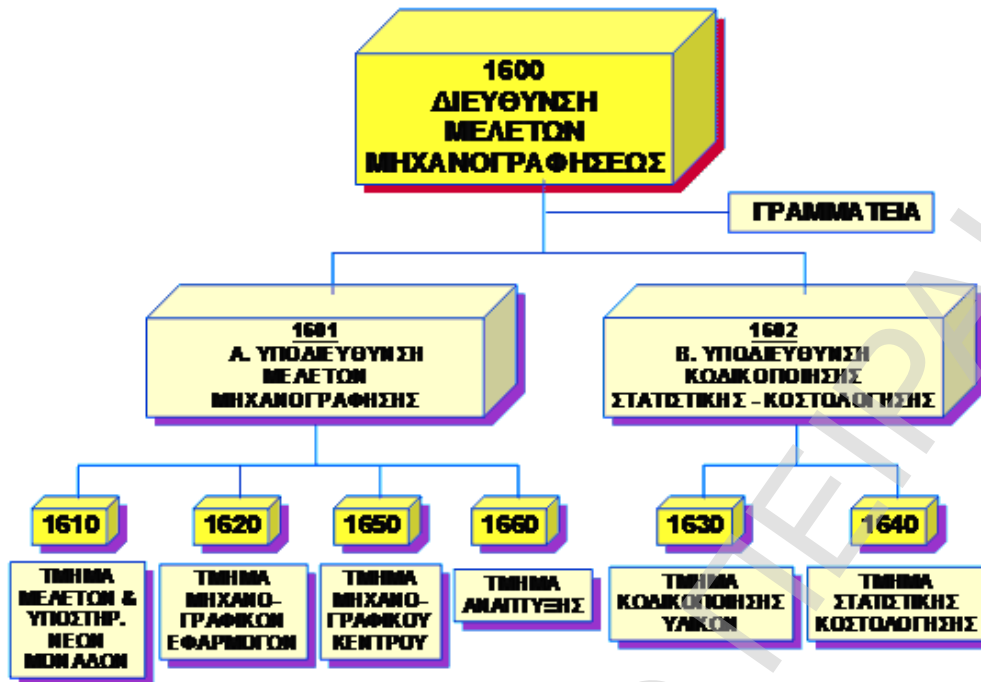 1600
ΔΙΕΥΘΥΝΣΗ
ΜΕΛΕΤΩΝ
ΜΗΧΑΝΟΓΡΑΦΗΣΕΩΣ
ΓΡΑΜΜΑΤΕΙΑ
1601
Α. ΥΠΟΔΙΕΥΘΥΝΣΗ
ΜΕΛΕΤΩΝ
ΜΗΧΑΝΟΓΡΑΦΗΣΗΣ
1602
Β. ΥΠΟΔΙΕΥΘΥΝΣΗ
ΚΩΔΙΚΟΠΟΙΗΣΗΣ
ΣΤΑΤΙΣΤΙΚΗΣ - ΚΟΣΤΟΛΟΓΗΣΗΣ
1610
ΤΜΗΜΑ
ΜΕΛΕΤΩΝ &
ΥΠΟΣΤΗΡ.
ΝΕΩΝ
ΜΟΝΑΔΩΝ
1620
ΤΜΗΜΑ
ΜΗΧΑΝΟ-
ΓΡΑΦΙΚΩΝ
ΕΦΑΡΜΟΓΩΝ
1650
ΤΜΗΜΑ
ΜΗΧΑΝΟ-
ΓΡΑΦΙΚΟΥ
ΚΕΝΤΡΟΥ
1660
ΤΜΗΜΑ
ΑΝΑΠΤΥΞΗΣ
1630
ΤΜΗΜΑ
ΚΩΔΙΚΟΠΟΙΗΣΗΣ
ΥΛΙΚΩΝ
1640
ΤΜΗΜΑ
ΣΤΑΤΙΣΤΙΚΗΣ
ΚΟΣΤΟΛΟΓΗΣΗΣ